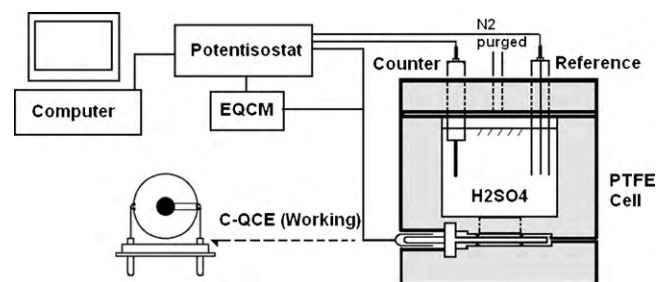 N2
purged
Potentisostat
Counter
Reference
Computer
EQCM
H2SO4
PTFE
Cell
C-QCE (Working)